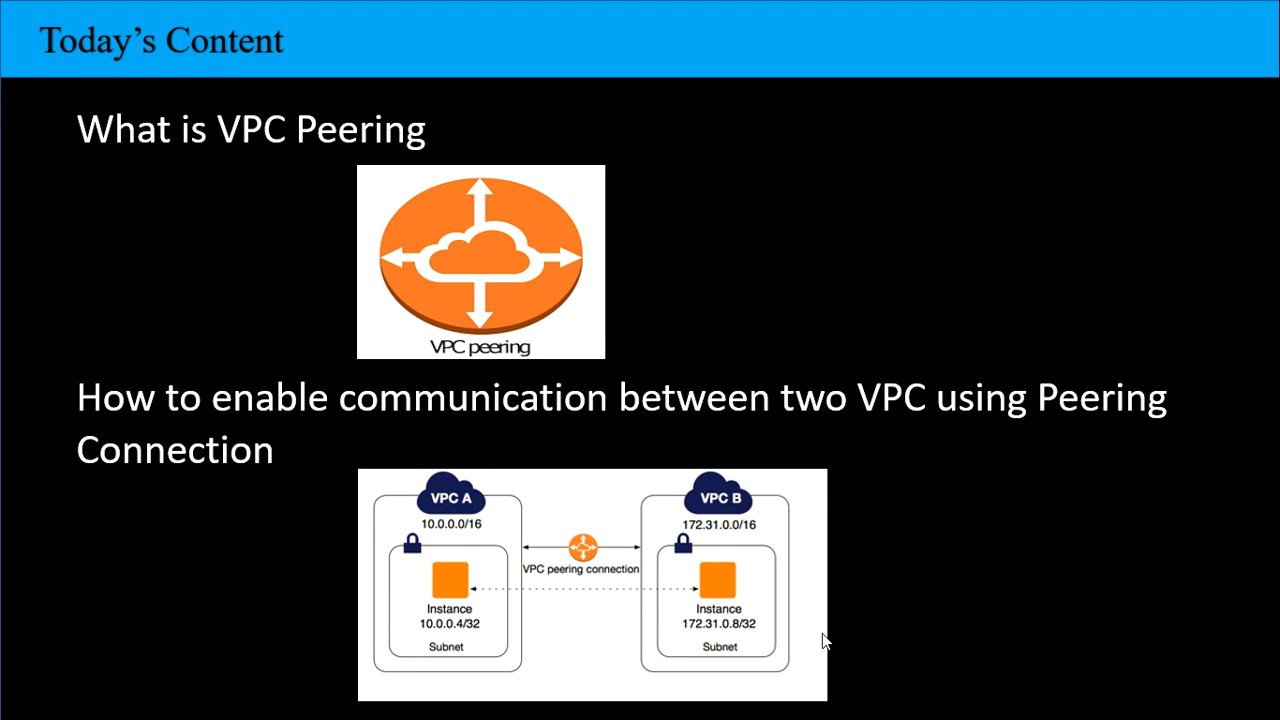 Today’s Content
What is VPC Peering
VPC peering
How to enable communication between two VPC using Peering
Connection
VPC A
10.0.0.0/16
Instance
10.0.0.4/32
Subnet
VPC peering connection
VPC B
172.31.0.0/16
Instance
172.31.0.8/32
Subnet